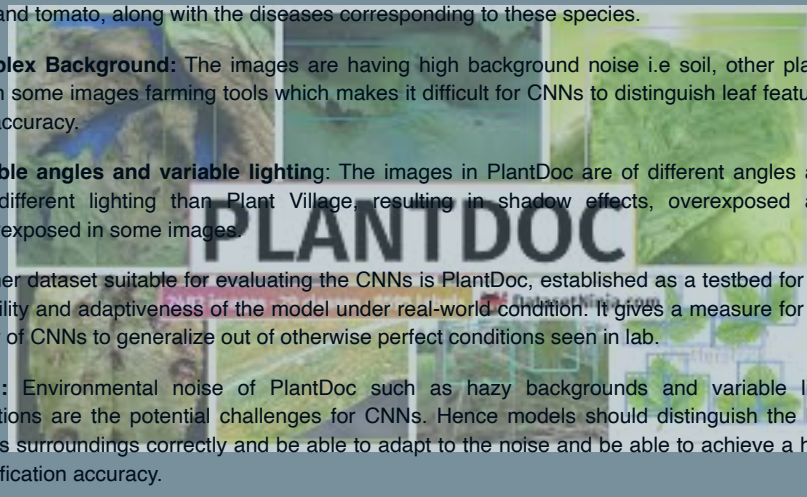 and tomato, along with the diseases corresponding to these species.
plex Background: The images are having high background noise i.e soil, other pla
n some images farming tools which makes it difficult for CNNs to distinguish leaf featu
accuracy.
ble angles and variable lighting: The images in PlantDoc are of different angles a
different lighting than Plant Village, resulting in shadow effects, overexposed a
exposed in some images.
PLANTDOC
er dataset suitable for evaluating the CNNs is PlantDoc, established as a testbed for
ility and adaptiveness of the model under real-world condition. It gives a measure for
of CNNs to generalize out of otherwise perfect conditions seen in lab.
: Environmental noise of PlantDoc such as hazy backgrounds and variable l
tions are the potential challenges for CNNs. Hence models should distinguish the
s surroundings correctly and be able to adapt to the noise and be able to achieve a h
ification accuracy.